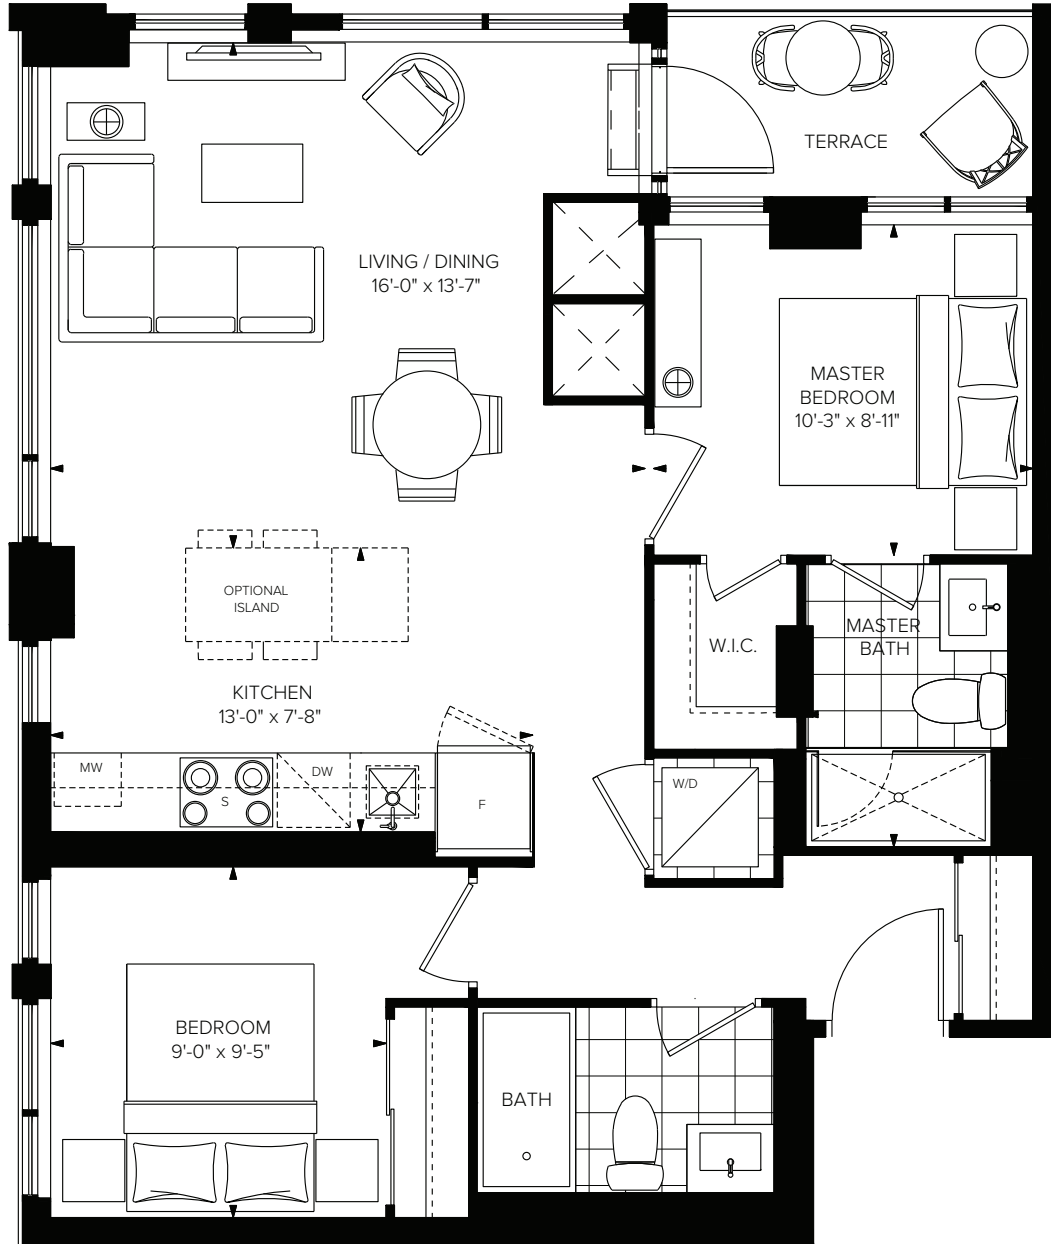 TERRACE
LIVING / DINING
16'-0" x 13'-7"
MASTER
BEDROOM
10'-3" x 8'-11"
OPTIONAL
ISLAND
W.I.C.
MASTER
BATH
KITCHEN
13'-0" x 7'-8"
MW
S
DW
F
W/D
BEDROOM
9'-0" x 9'-5"
BATH